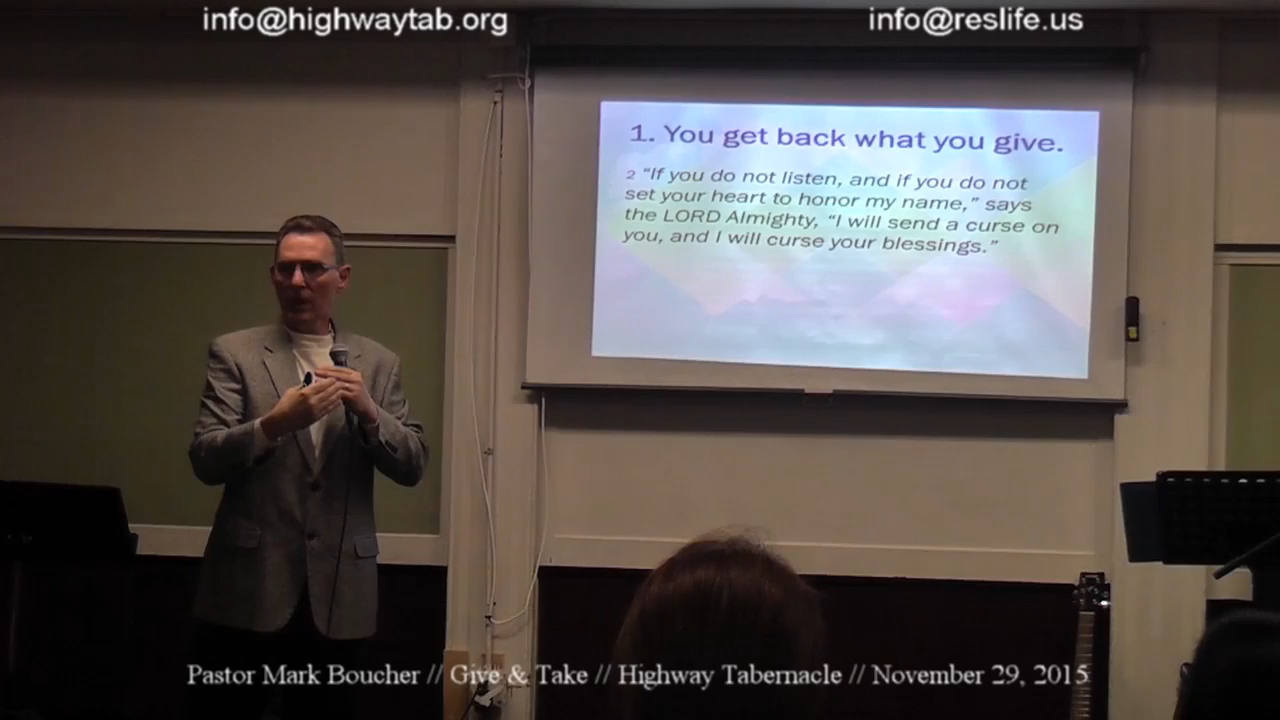 info@highwaytab.org
info@reslife.us
1. You get back what you give.
2 “If you do not listen, and if you do not
set your heart to honor my name,” says
the LORD Almighty, “I will send a curse on
you, and I will curse your blessings.”
Pastor Mark Boucher // Give & Take // Highway Tabernacle // November 29, 2015